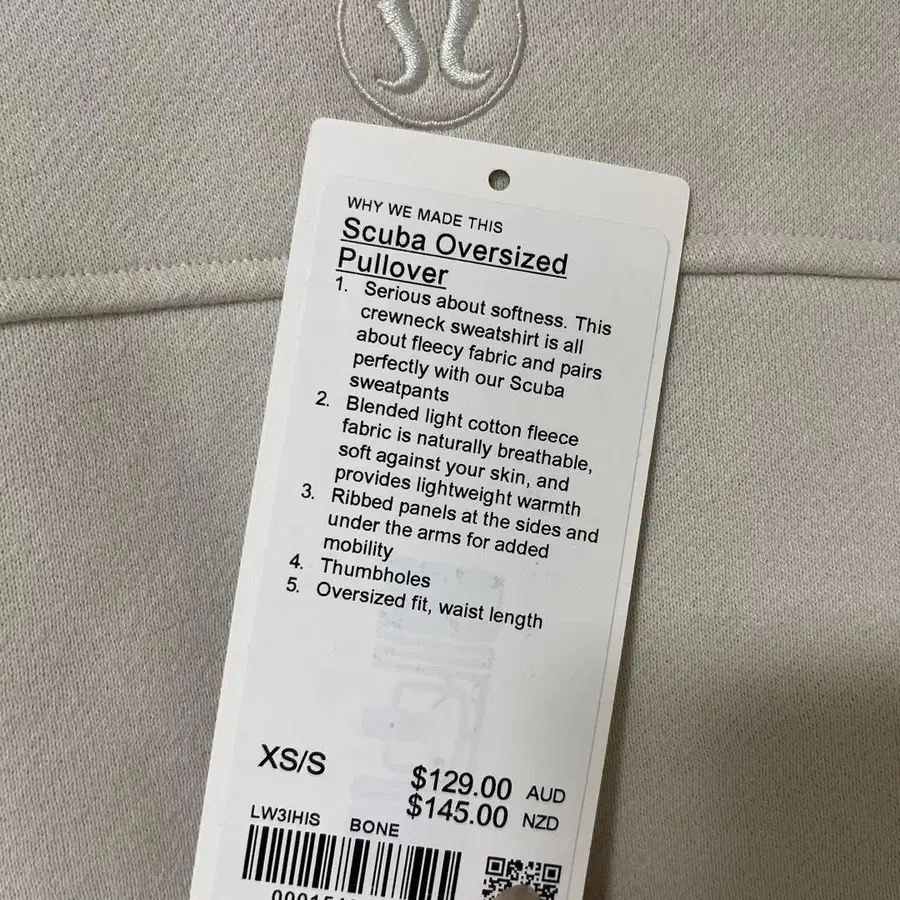 WHY WE MADE THIS
Scuba Oversized
Pullover
1. Serious about softness. This
crewneck sweatshirt is all
about fleecy fabric and pairs
perfectly with our Scuba
sweatpants
2. Blended light cotton fleece
fabric is naturally breathable,
soft against your skin, and
provides lightweight warmth
3. Ribbed panels at the sides and
under the arms for added
mobility
4. Thumbholes
5. Oversized fit, waist length
XS/S
$129.00 AUD
$145.00 NZD
LW3IHIS BONE